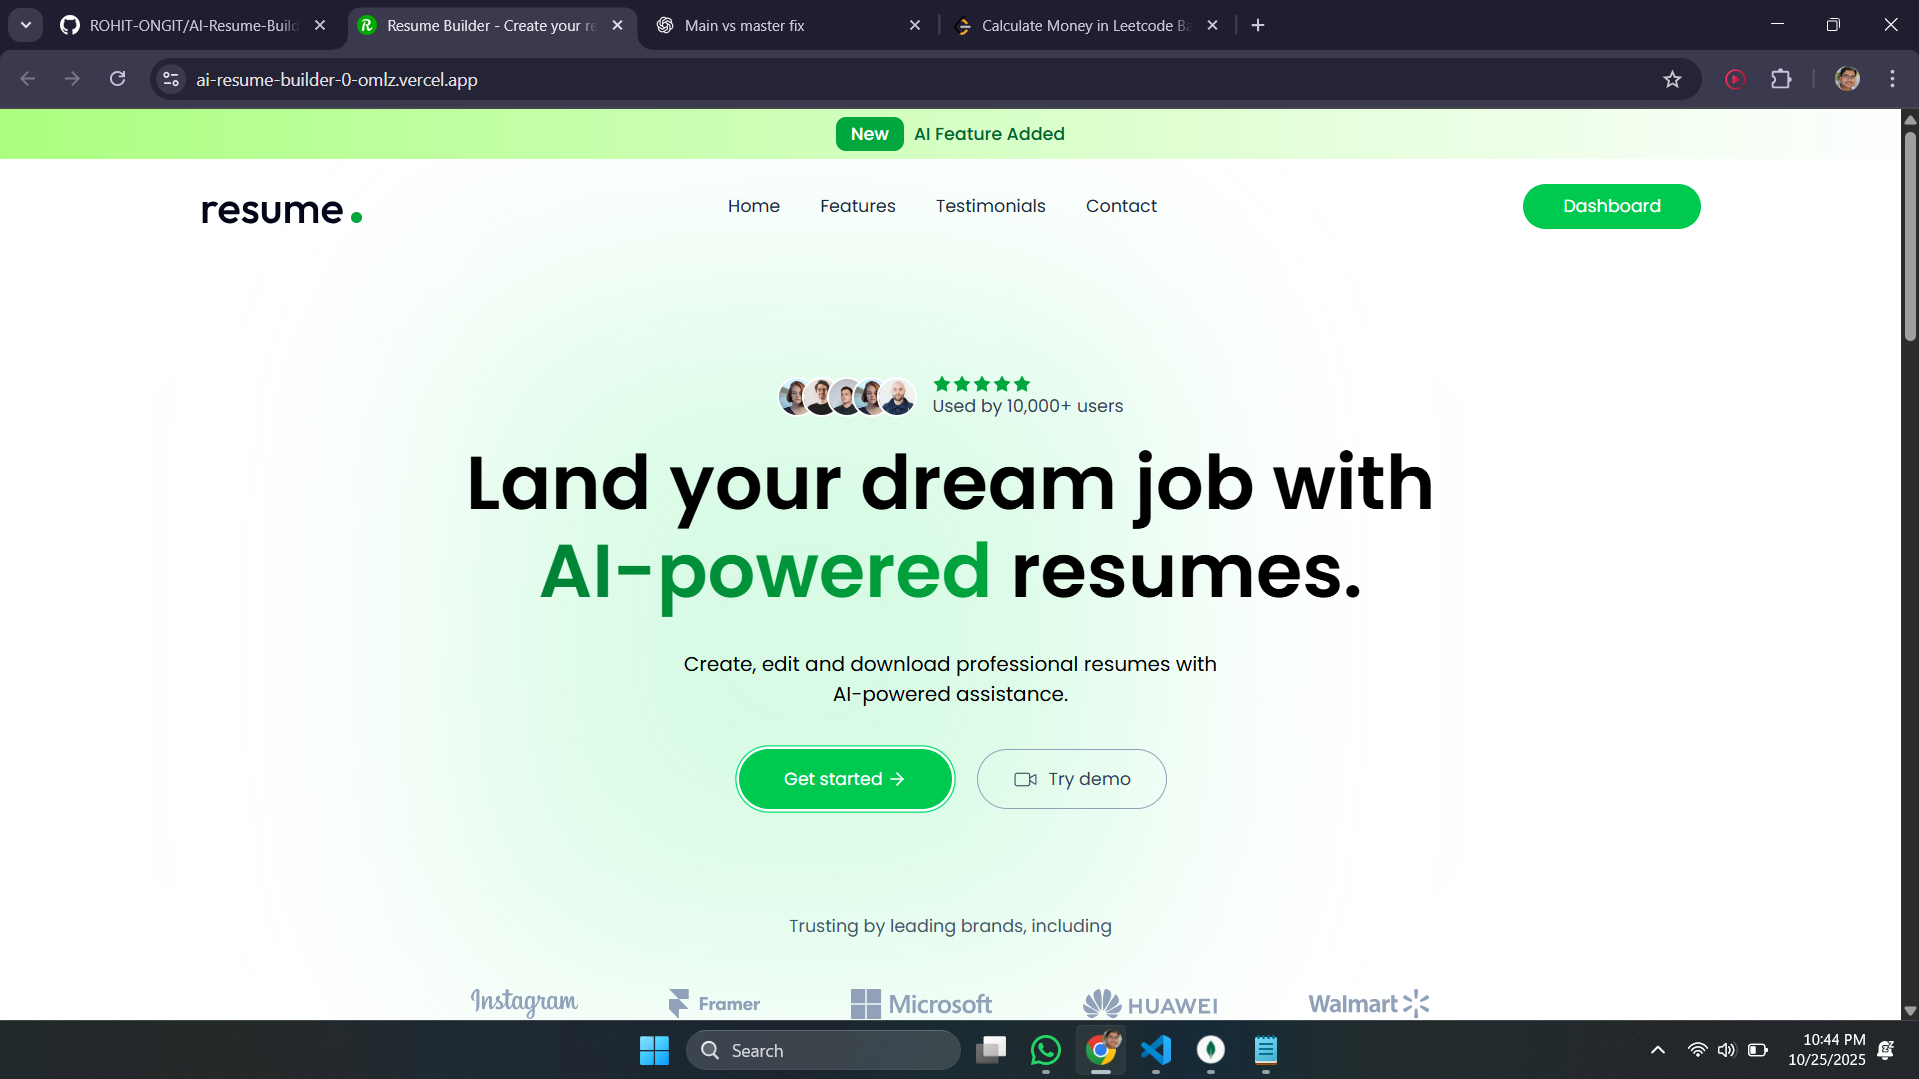 ROHIT-ONGIT/AI-Resume-Build
Resume Builder - Create your re
Main vs master fix
Calculate Money in Leetcode Ba
ai-resume-builder-0-omlz.vercel.app
New AI Feature Added
resume.
Home Features Testimonials Contact
Dashboard
Used by 10,000+ users
Land your dream job with
AI-powered resumes.
Create, edit and download professional resumes with
AI-powered assistance.
Get started →
Try demo
Trusting by leading brands, including
Instagram Framer Microsoft HUAWEI Walmart
Search
10:44 PM
10/25/2025